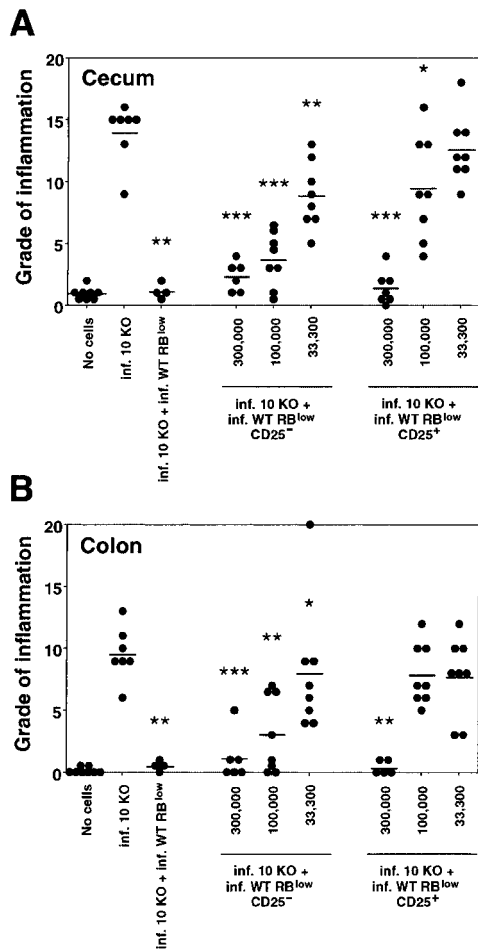 A
Cecum
Grade of inflammation
20
15
10
5
0
**
***
***
**
***
*
No cells
inf. 10 KO
inf. 10 KO + inf. WT RBlow
300,000
100,000
33,300
300,000
100,000
33,300
inf. 10 KO +
inf. WT RBlow
CD25-
inf. 10 KO +
inf. WT RBlow
CD25+
B
Colon
Grade of inflammation
20
15
10
5
0
**
***
**
*
**
No cells
inf. 10 KO
inf. 10 KO + inf. WT RBlow
300,000
100,000
33,300
300,000
100,000
33,300
inf. 10 KO +
inf. WT RBlow
CD25-
inf. 10 KO +
inf. WT RBlow
CD25+